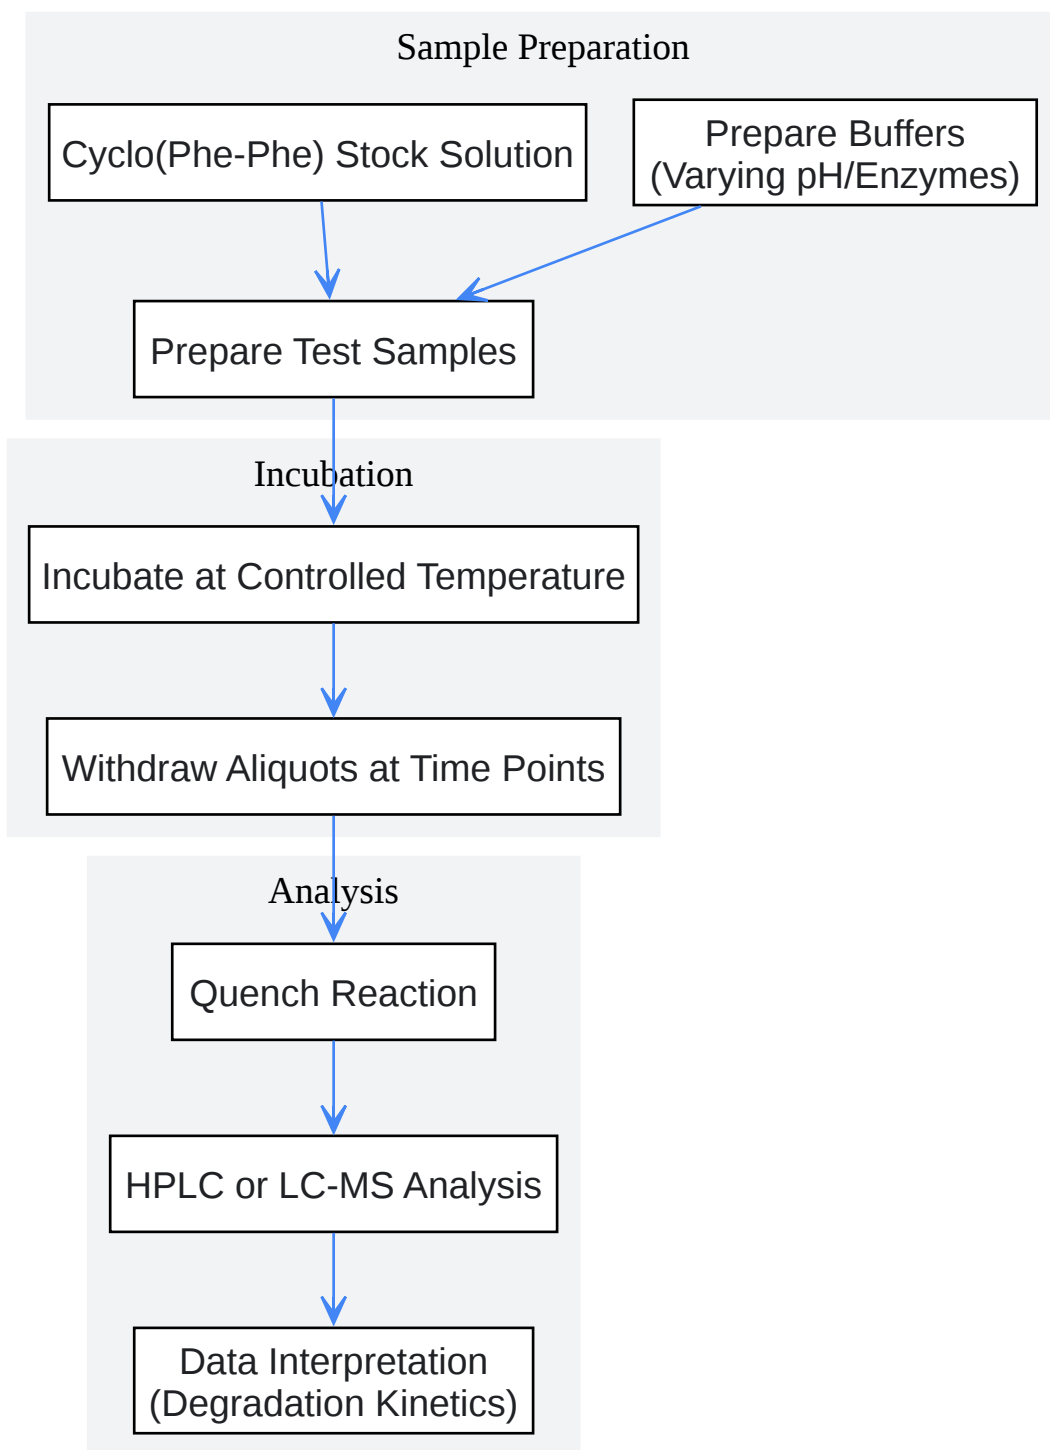 Sample Preparation
Cyclo(Phe-Phe) Stock Solution
Prepare Buffers
(Varying pH/Enzymes)
Prepare Test Samples
Incubation
Incubate at Controlled Temperature
Withdraw Aliquots at Time Points
Analysis
Quench Reaction
HPLC or LC-MS Analysis
Data Interpretation
(Degradation Kinetics)